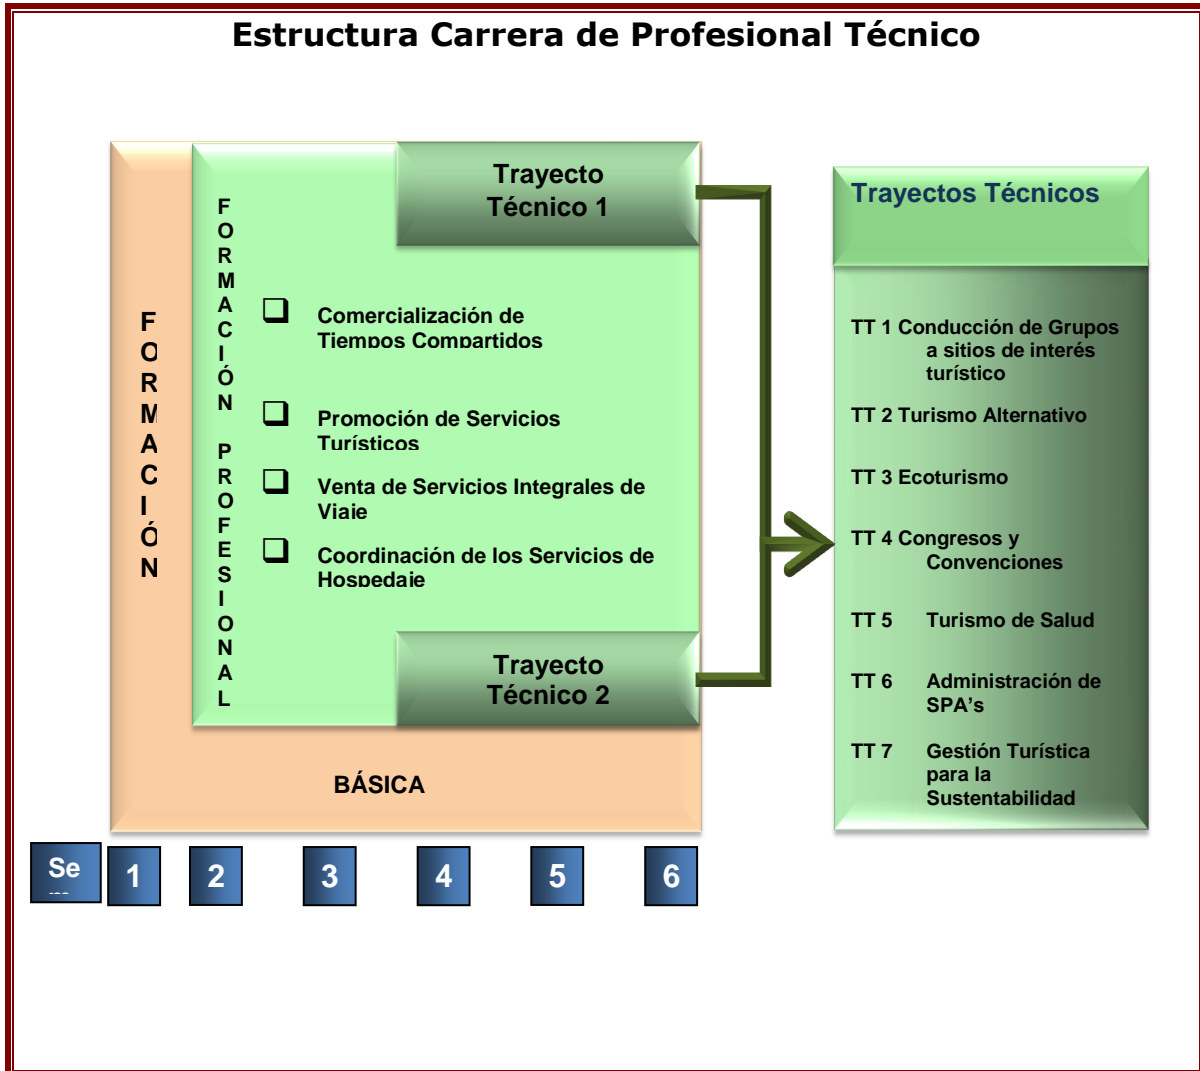 Estructura Carrera de Profesional Técnico
Trayecto
Técnico 1
FORMACIÓN
FORMACIÓN PROFESIONAL
Comercialización de
Tiempos Compartidos
Promoción de Servicios
Turísticos
Venta de Servicios Integrales de
Viaje
Coordinación de los Servicios de
Hospedaje
Trayecto
Técnico 2
BÁSICA
Trayectos Técnicos
TT 1 Conducción de Grupos
a sitios de interés
turístico
TT 2 Turismo Alternativo
TT 3 Ecoturismo
TT 4 Congresos y
Convenciones
TT 5 Turismo de Salud
TT 6 Administración de
SPA's
TT 7 Gestión Turística
para la
Sustentabilidad
Se
1 2 3 4 5 6